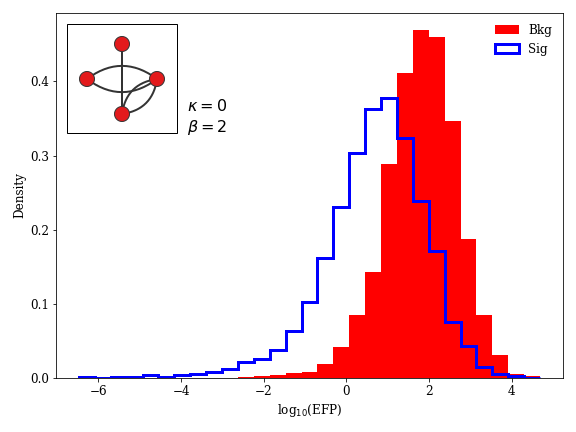 Bkg
Sig
κ = 0
β = 2
Density
0.4
0.3
0.2
0.1
0.0
−6
−4
−2
0
2
4
log₁₀(EFP)